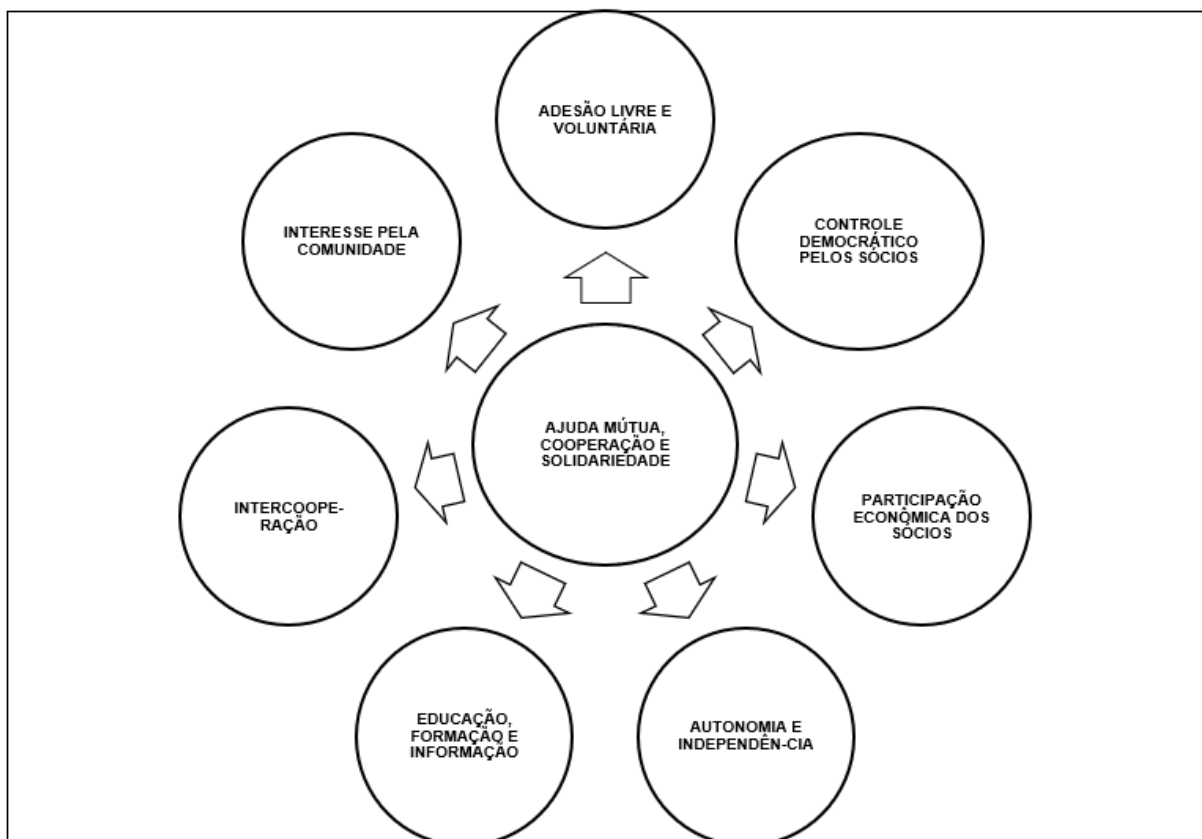 ADESÃO LIVRE E
VOLUNTÁRIA
INTERESSE PELA
COMUNIDADE
CONTROLE
DEMOCRÁTICO
PELOS SÓCIOS
AJUDA MÚTUA,
COOPERAÇÃO E
SOLIDARIEDADE
INTERCOOPE-
RAÇÃO
PARTICIPAÇÃO
ECONÔMICA DOS
SÓCIOS
EDUCAÇÃO,
FORMAÇÃO E
INFORMAÇÃO
AUTONOMIA E
INDEPENDÊN-CIA